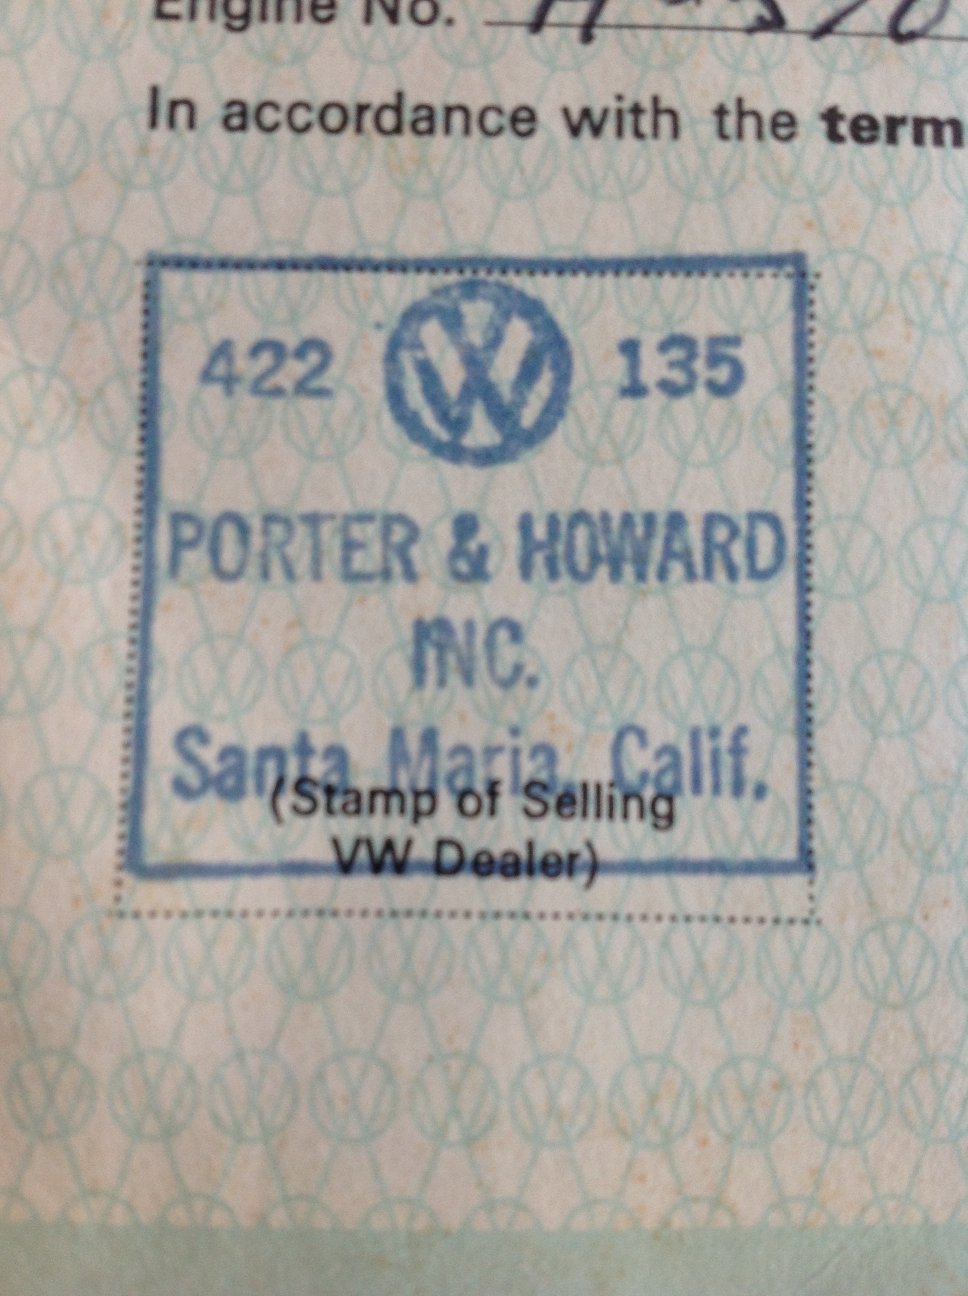 Engine No.
In accordance with the term
422 135
PORTER & HOWARD
INC.
Santa Maria, Calif.
(Stamp of Selling
VW Dealer)